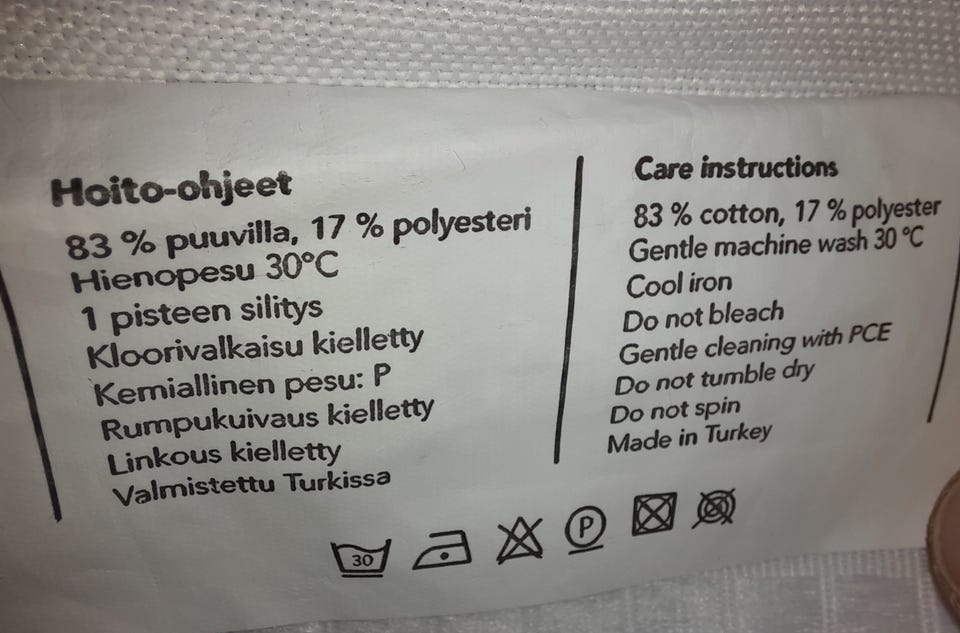 Hoito-ohjeet
83 % puuvilla, 17 % polyesteri
Hienopesu 30°C
1 pisteen silitys
Kloorivalkaisu kielletty
Kemiallinen pesu: P
Rumpukuivaus kielletty
Linkous kielletty
Valmistettu Turkissa
Care instructions
83 % cotton, 17 % polyester
Gentle machine wash 30 °C
Cool iron
Do not bleach
Gentle cleaning with PCE
Do not tumble dry
Do not spin
Made in Turkey
30 P